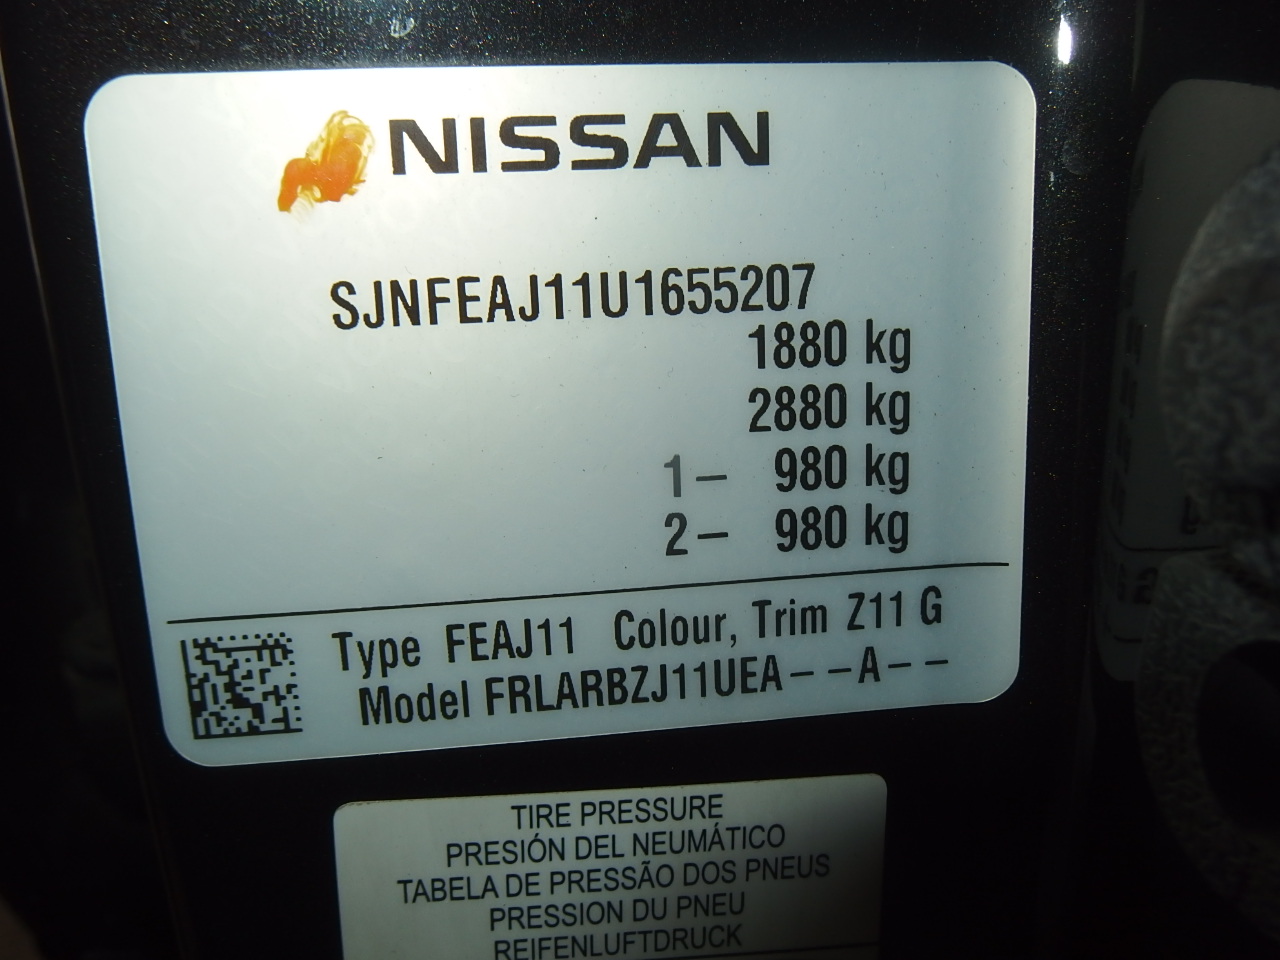 NISSAN
SJNFEAJ11U1655207
1880 kg
2880 kg
1– 980 kg
2– 980 kg
Type FEAJ11 Colour, Trim Z11 G
Model FRLARBZJ11UEA– –A– –
TIRE PRESSURE
PRESIÓN DEL NEUMÁTICO
TABELA DE PRESSÃO DOS PNEUS
PRESSION DU PNEU
REIFENLUFTDRUCK